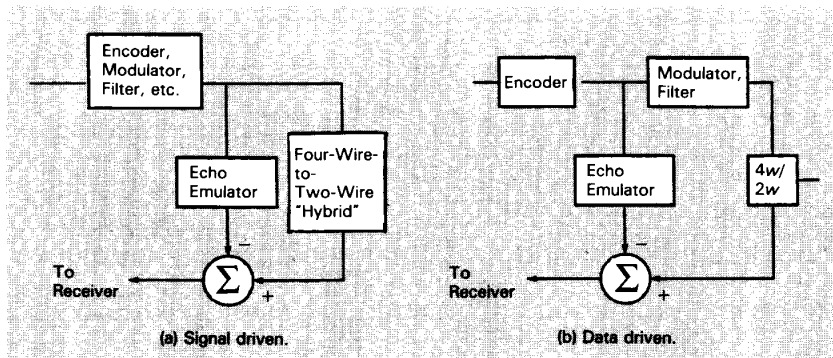 Encoder,
Modulator,
Filter, etc.
Echo
Emulator
Four-Wire-
to-
Two-Wire
"Hybrid"
−
Σ
+
To
Receiver
(a) Signal driven.
Encoder
Modulator,
Filter
Echo
Emulator
4w/
2w
−
Σ
+
To
Receiver
(b) Data driven.